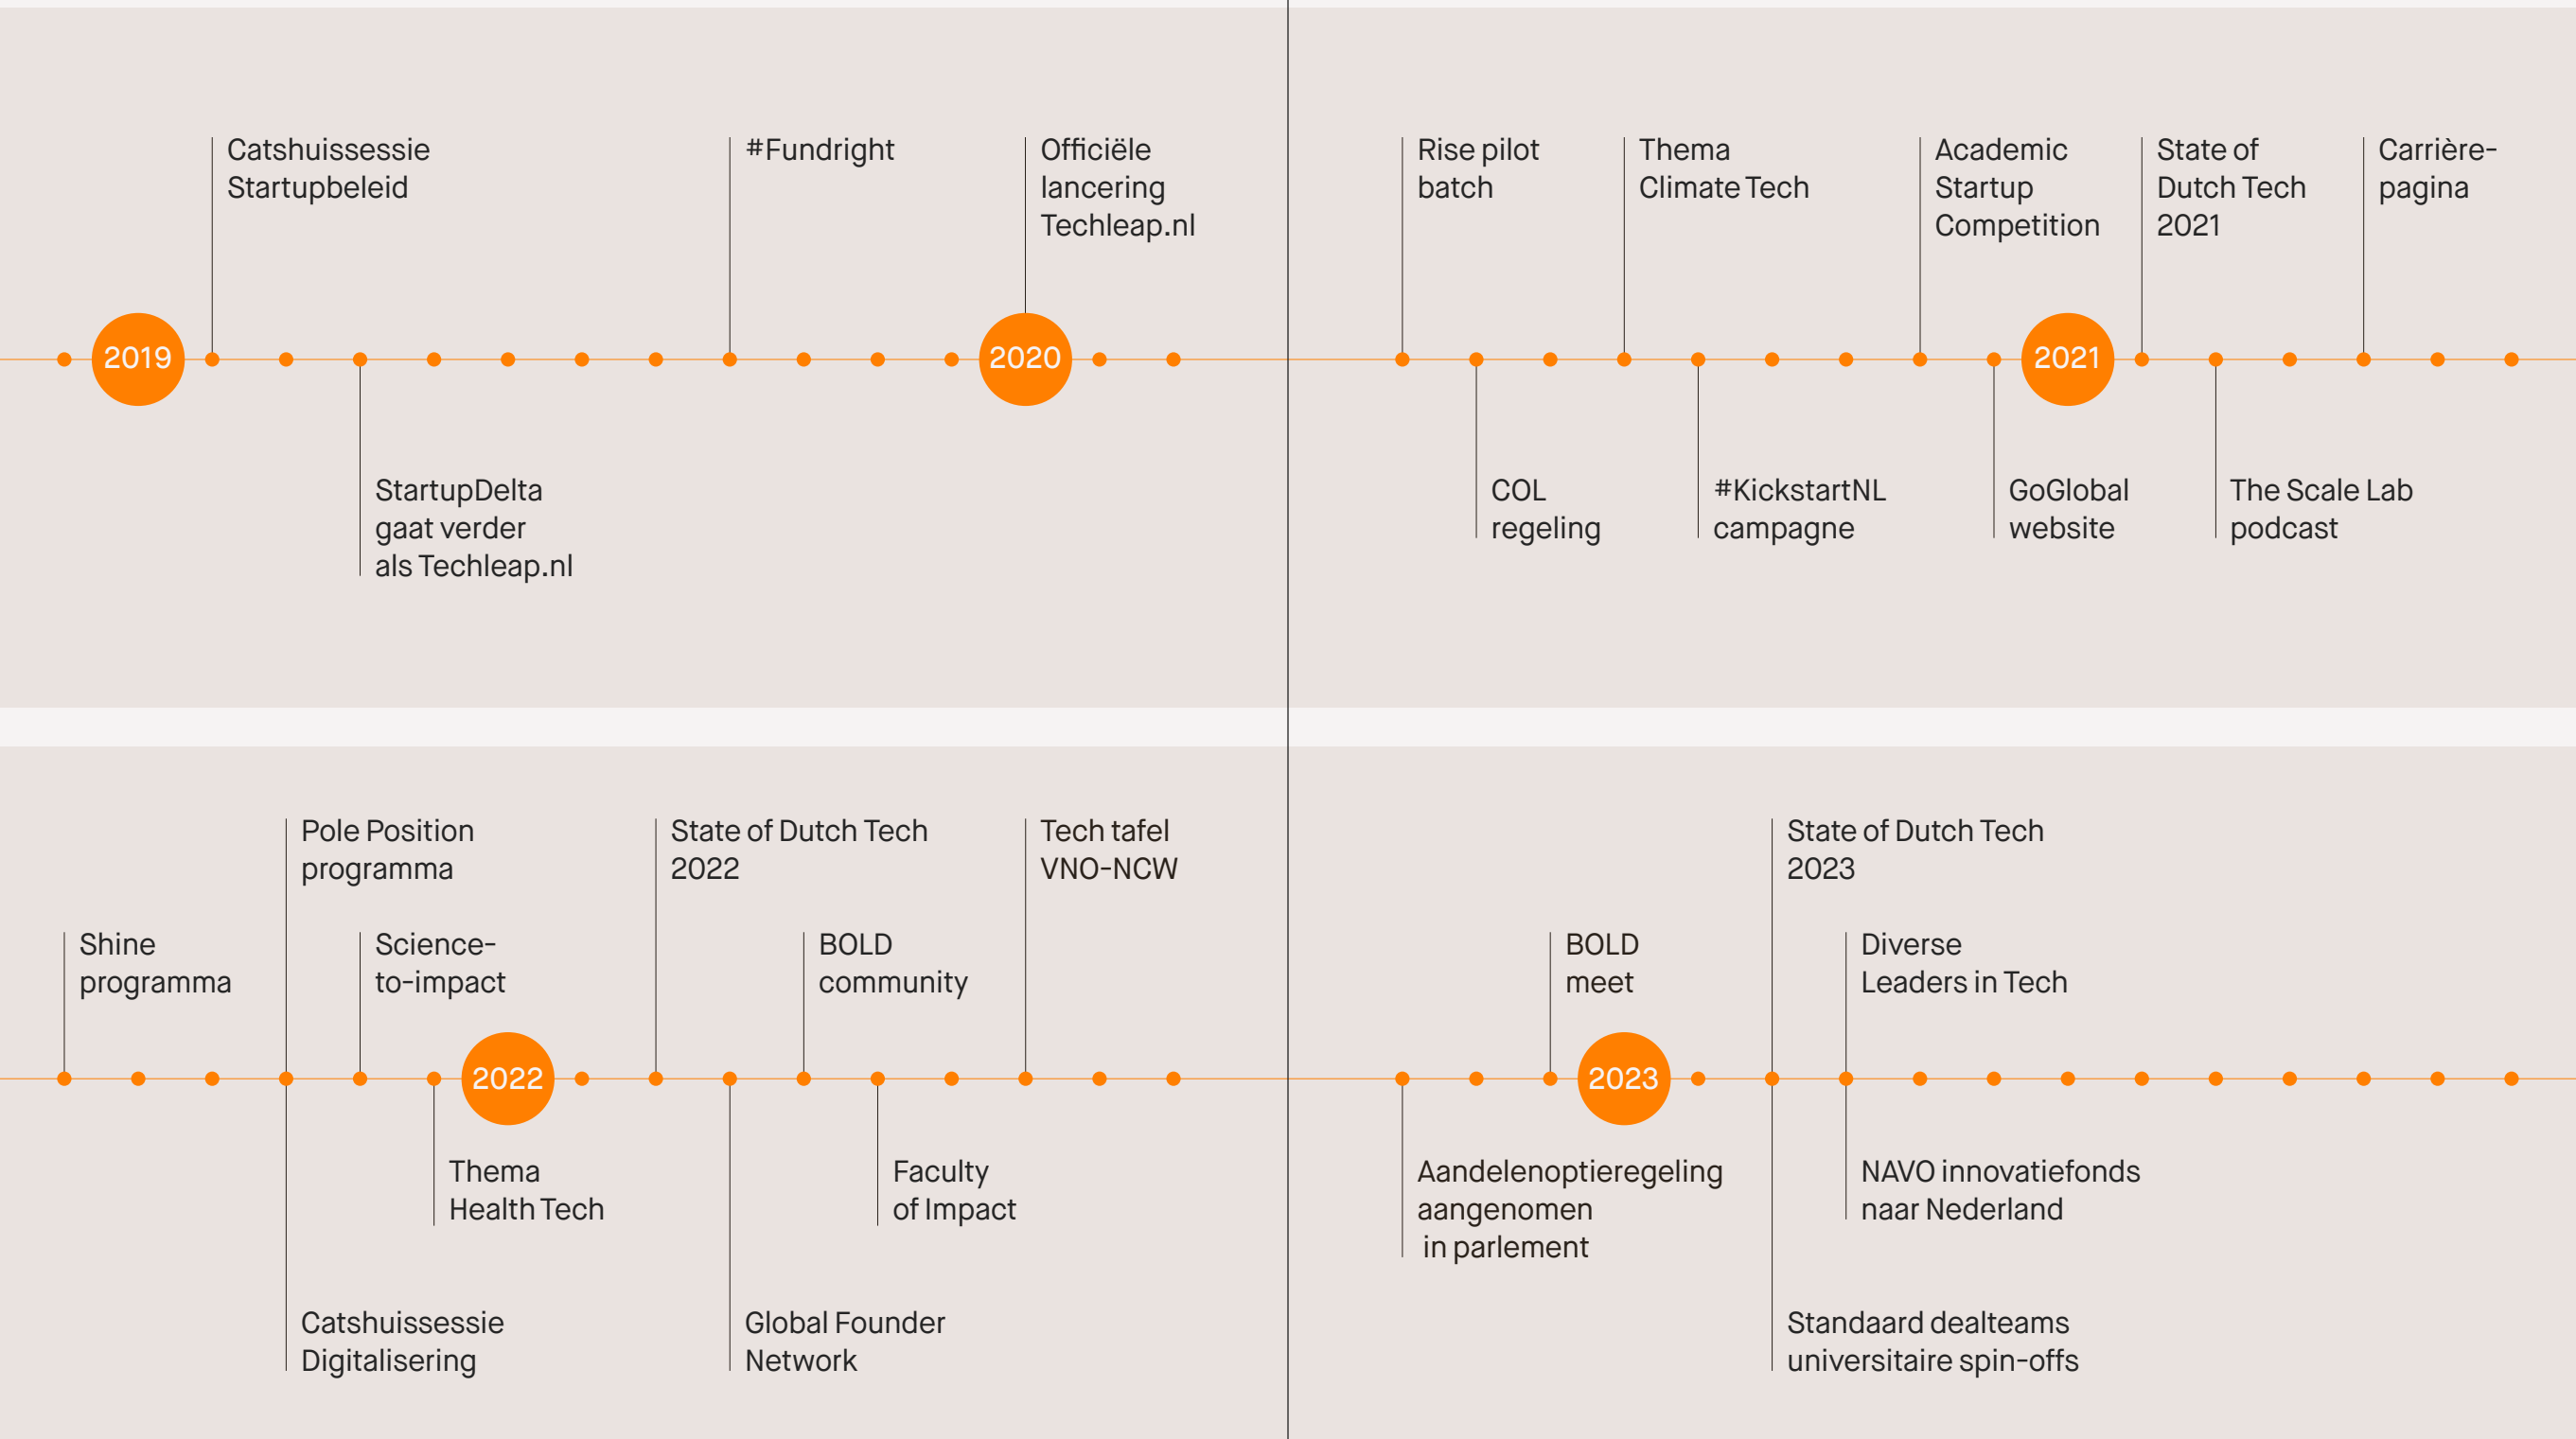 Catshuissessie
Startupbeleid
#Fundright
Officiële
lancering
Techleap.nl
2019
2020
StartupDelta
gaat verder
als Techleap.nl
Rise pilot
batch
Thema
Climate Tech
Academic
Startup
Competition
State of
Dutch Tech
2021
Carrière-
pagina
2021
COL
regeling
#KickstartNL
campagne
GoGlobal
website
The Scale Lab
podcast
Pole Position
programma
State of Dutch Tech
2022
Tech tafel
VNO-NCW
Shine
programma
Science-
to-impact
BOLD
community
2022
Thema
Health Tech
Faculty
of Impact
Catshuissessie
Digitalisering
Global Founder
Network
State of Dutch Tech
2023
BOLD
meet
Diverse
Leaders in Tech
2023
Aandelenoptieregeling
aangenomen
in parlement
NAVO innovatiefonds
naar Nederland
Standaard dealteams
universitaire spin-offs